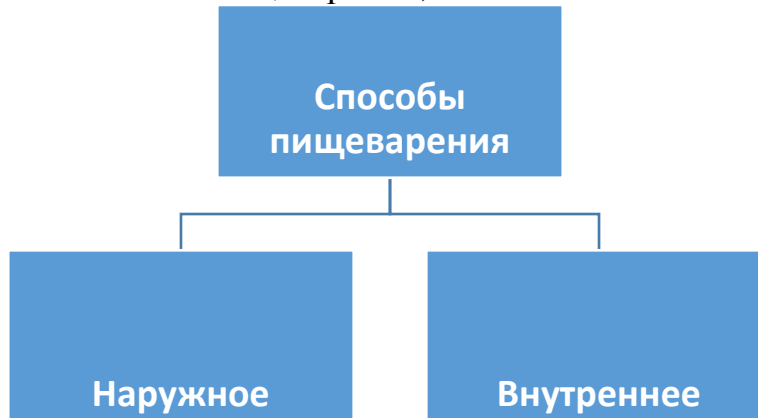 Способы
пищеварения
Наружное
Внутреннее